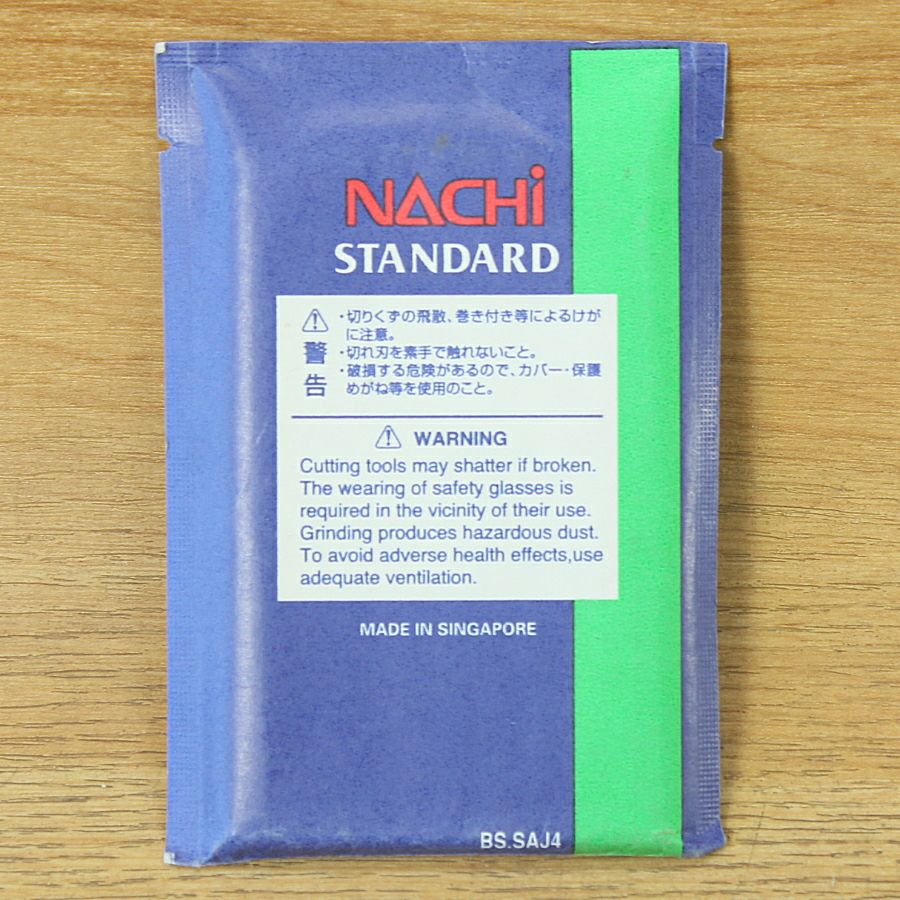 NACHi
STANDARD
警告
・切りくずの飛散、巻き付き等によるけが
に注意。
・切れ刃を素手で触れないこと。
・破損する危険があるので、カバー・保護
めがね等を使用のこと。
WARNING
Cutting tools may shatter if broken.
The wearing of safety glasses is
required in the vicinity of their use.
Grinding produces hazardous dust.
To avoid adverse health effects,use
adequate ventilation.
MADE IN SINGAPORE
BS.SAJ4